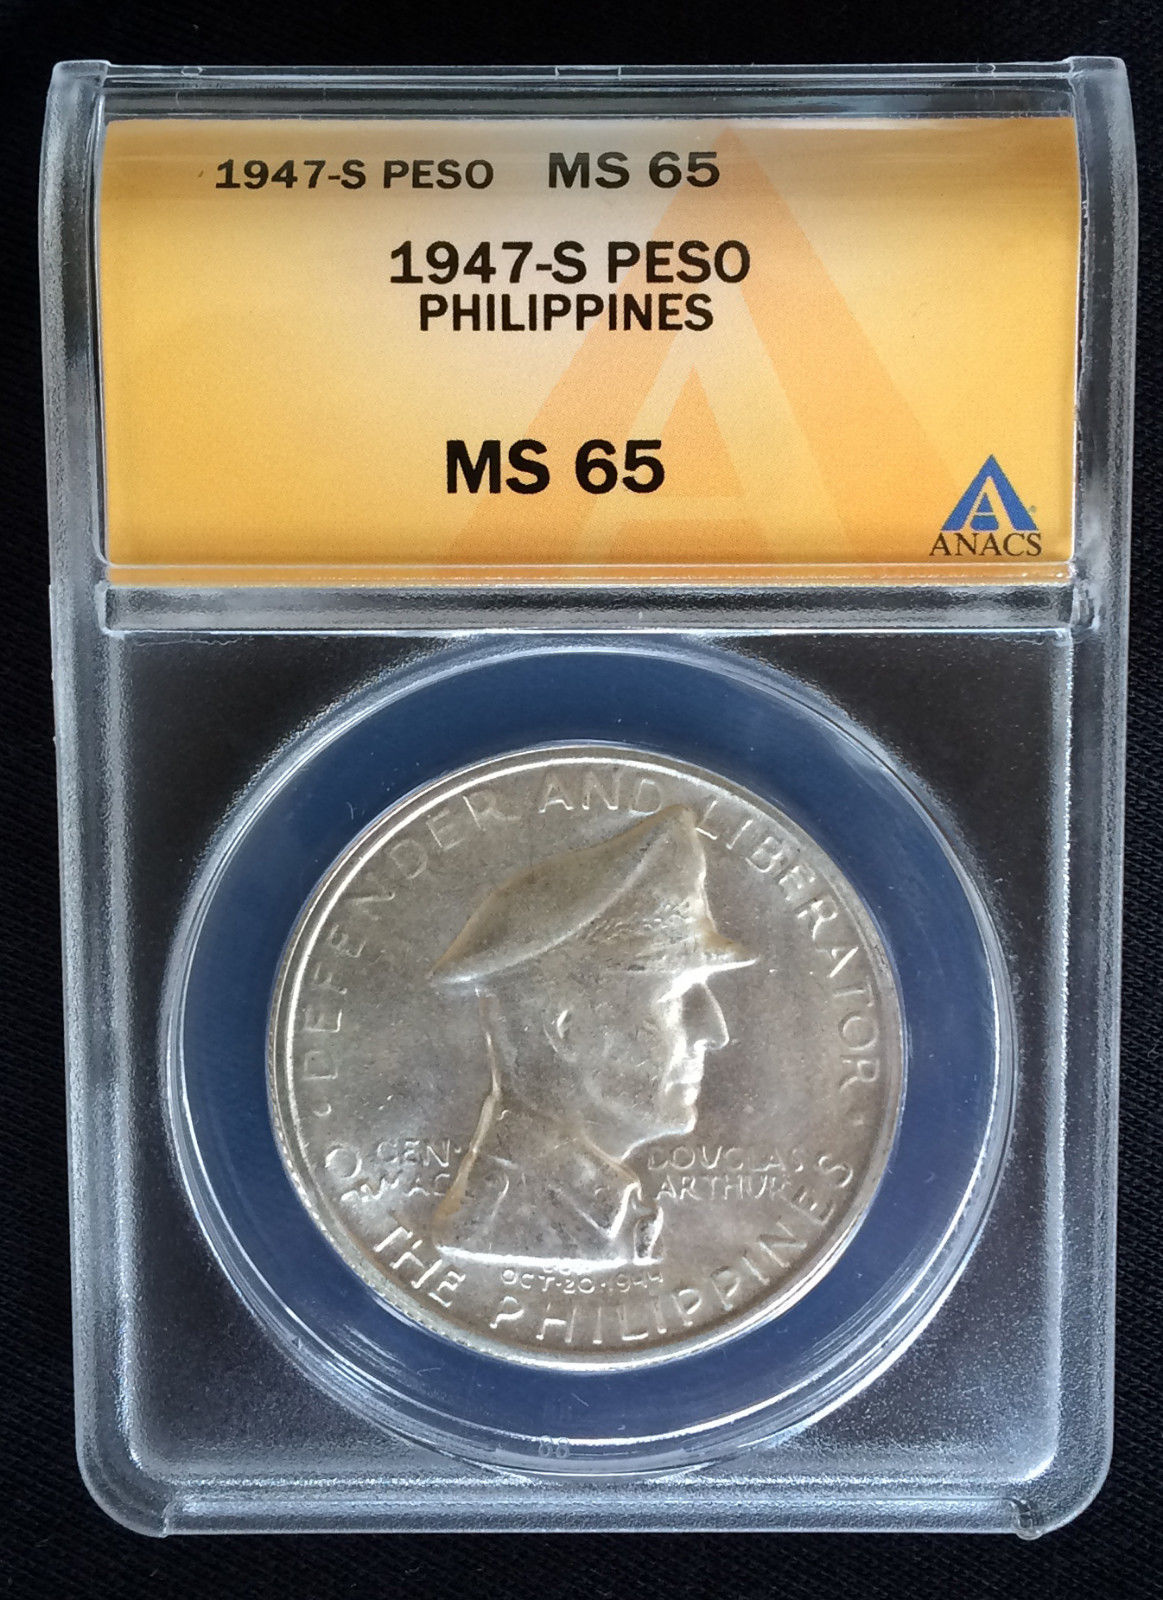 1947-S PESO MS 65
1947-S PESO
PHILIPPINES
MS 65
ANACS
·DEFENDER AND LIBERATOR·
GEN· DOUGLAS
MAC ARTHUR
OCT·20·1944
OF THE PHILIPPINES
88